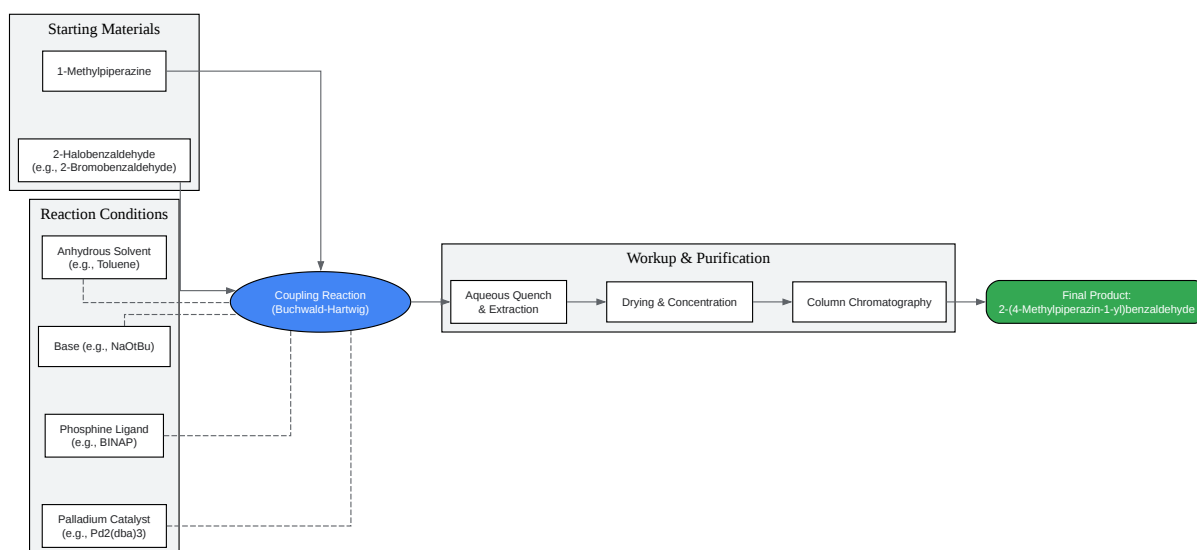 Starting Materials
1-Methylpiperazine
2-Halobenzaldehyde
(e.g., 2-Bromobenzaldehyde)
Reaction Conditions
Anhydrous Solvent
(e.g., Toluene)
Base (e.g., NaOtBu)
Phosphine Ligand
(e.g., BINAP)
Palladium Catalyst
(e.g., Pd2(dba)3)
Coupling Reaction
(Buchwald-Hartwig)
Workup & Purification
Aqueous Quench
& Extraction
Drying & Concentration
Column Chromatography
Final Product:
2-(4-Methylpiperazin-1-yl)benzaldehyde